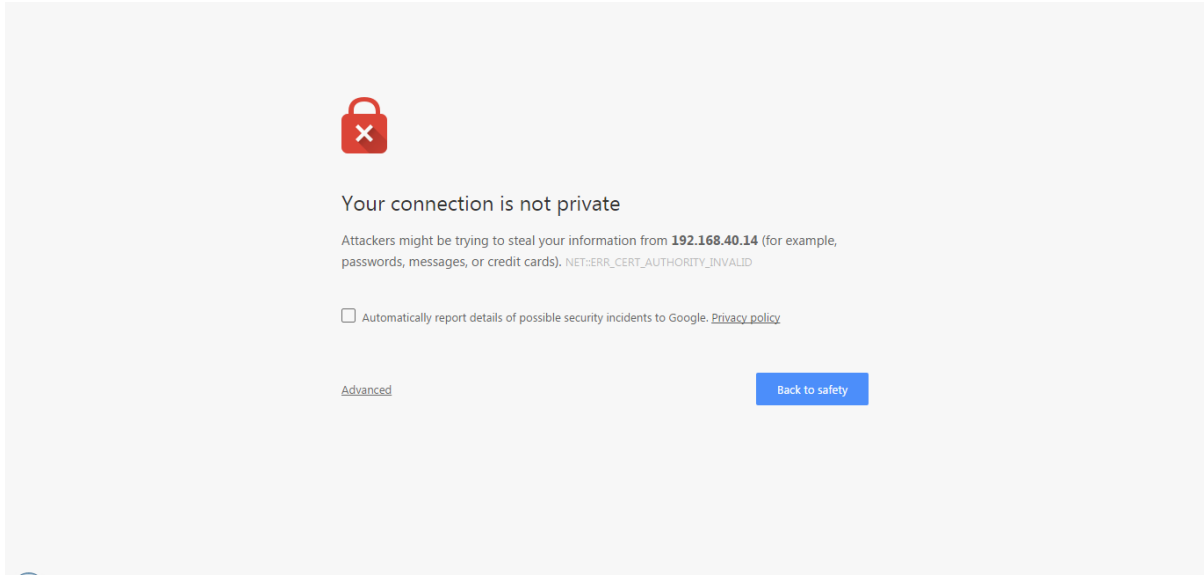 Your connection is not private
Attackers might be trying to steal your information from 192.168.40.14 (for example,
passwords, messages, or credit cards). NET::ERR_CERT_AUTHORITY_INVALID
Automatically report details of possible security incidents to Google. Privacy policy
Advanced
Back to safety